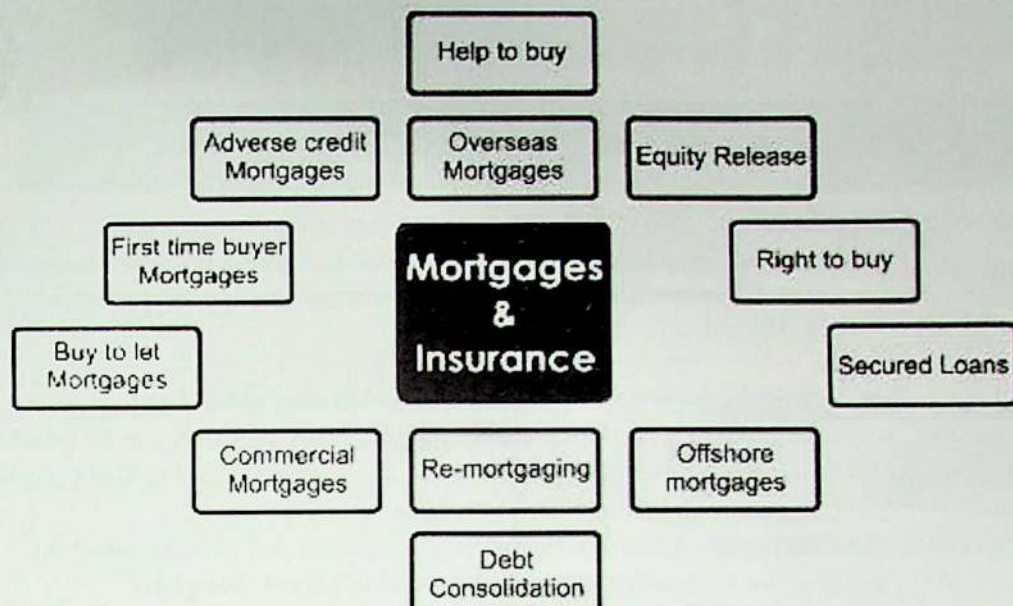 Help to buy
Adverse credit
Mortgages
Overseas
Mortgages
Equity Release
First time buyer
Mortgages
Mortgages
&
Insurance
Right to buy
Buy to let
Mortgages
Secured Loans
Commercial
Mortgages
Re-mortgaging
Offshore
mortgages
Debt
Consolidation